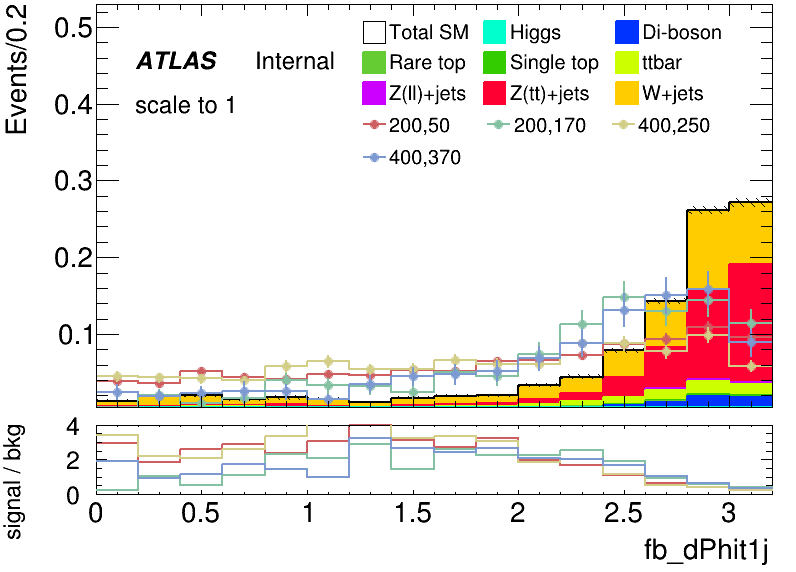 Events/0.2
0.5
0.4
0.3
0.2
0.1
ATLAS Internal
scale to 1
Total SM Higgs Di-boson
Rare top Single top ttbar
Z(ll)+jets Z(tt)+jets W+jets
200,50 200,170 400,250
400,370
signal / bkg
4
2
0
0 0.5 1 1.5 2 2.5 3
fb_dPhit1j